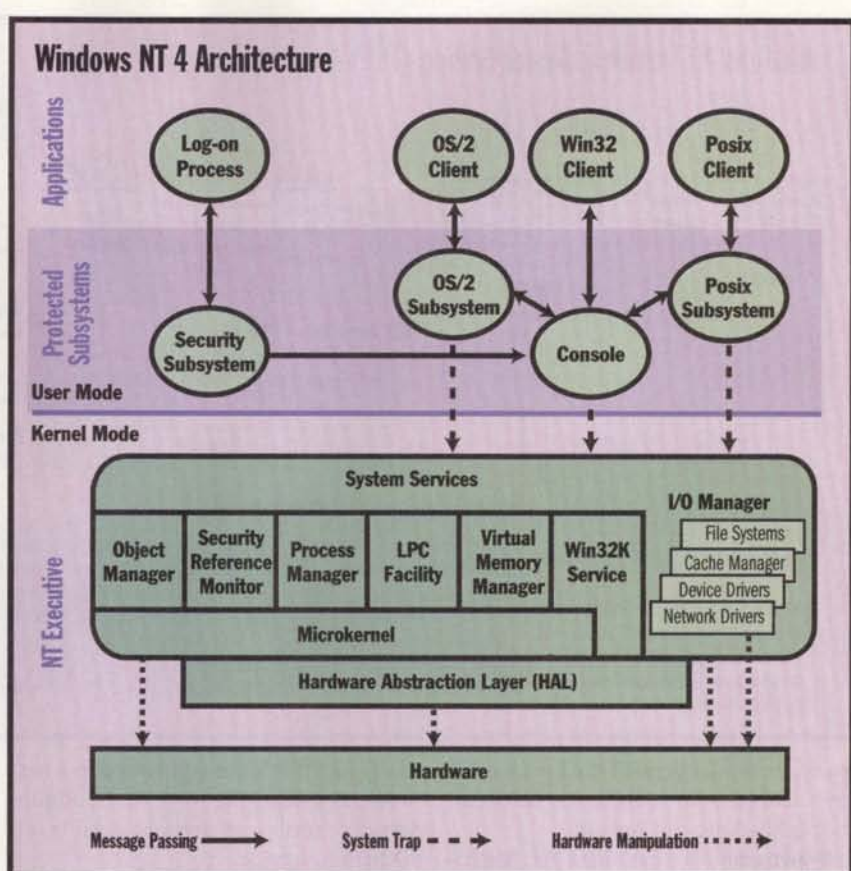 Windows NT 4 Architecture
Applications
Log-on
Process
OS/2
Client
Win32
Client
Posix
Client
Protected
Subsystems
Security
Subsystem
OS/2
Subsystem
Console
Posix
Subsystem
User Mode
Kernel Mode
NT Executive
System Services
Object
Manager
Security
Reference
Monitor
Process
Manager
LPC
Facility
Virtual
Memory
Manager
Win32K
Service
I/O Manager
File Systems
Cache Manager
Device Drivers
Network Drivers
Microkernel
Hardware Abstraction Layer (HAL)
Hardware
Message Passing
System Trap
Hardware Manipulation